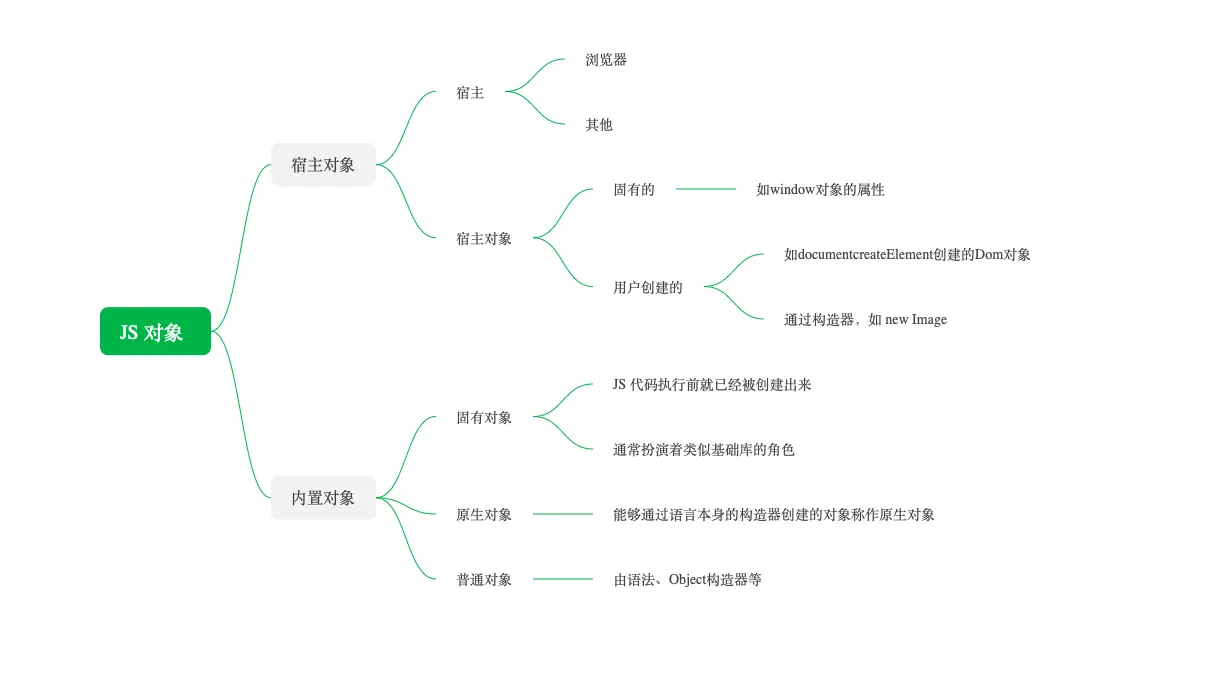 浏览器
宿主
其他
宿主对象
固有的
如window对象的属性
宿主对象
如documentcreateElement创建的Dom对象
用户创建的
通过构造器，如 new Image
JS 对象
JS 代码执行前就已经被创建出来
固有对象
通常扮演着类似基础库的角色
内置对象
原生对象
能够通过语言本身的构造器创建的对象称作原生对象
普通对象
由语法、Object构造器等